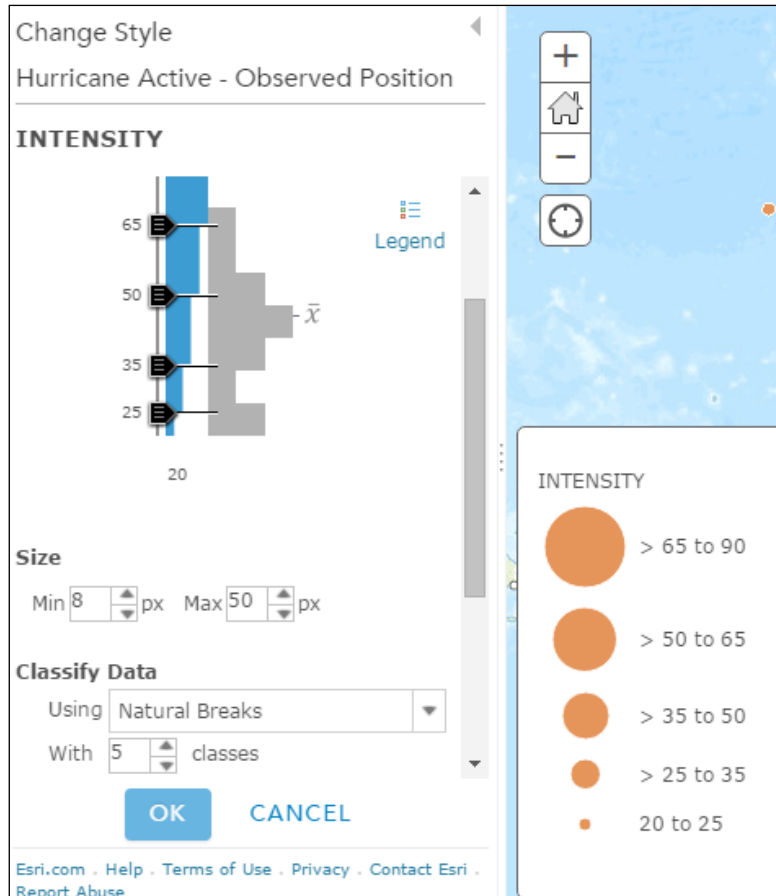 Change Style
Hurricane Active - Observed Position
INTENSITY
65
Legend
50
x̄
35
25
20
Size
Min 8 px Max 50 px
Classify Data
Using Natural Breaks
With 5 classes
OK CANCEL
Esri.com . Help . Terms of Use . Privacy . Contact Esri .
Report Abuse
+
−
INTENSITY
> 65 to 90
> 50 to 65
> 35 to 50
> 25 to 35
20 to 25